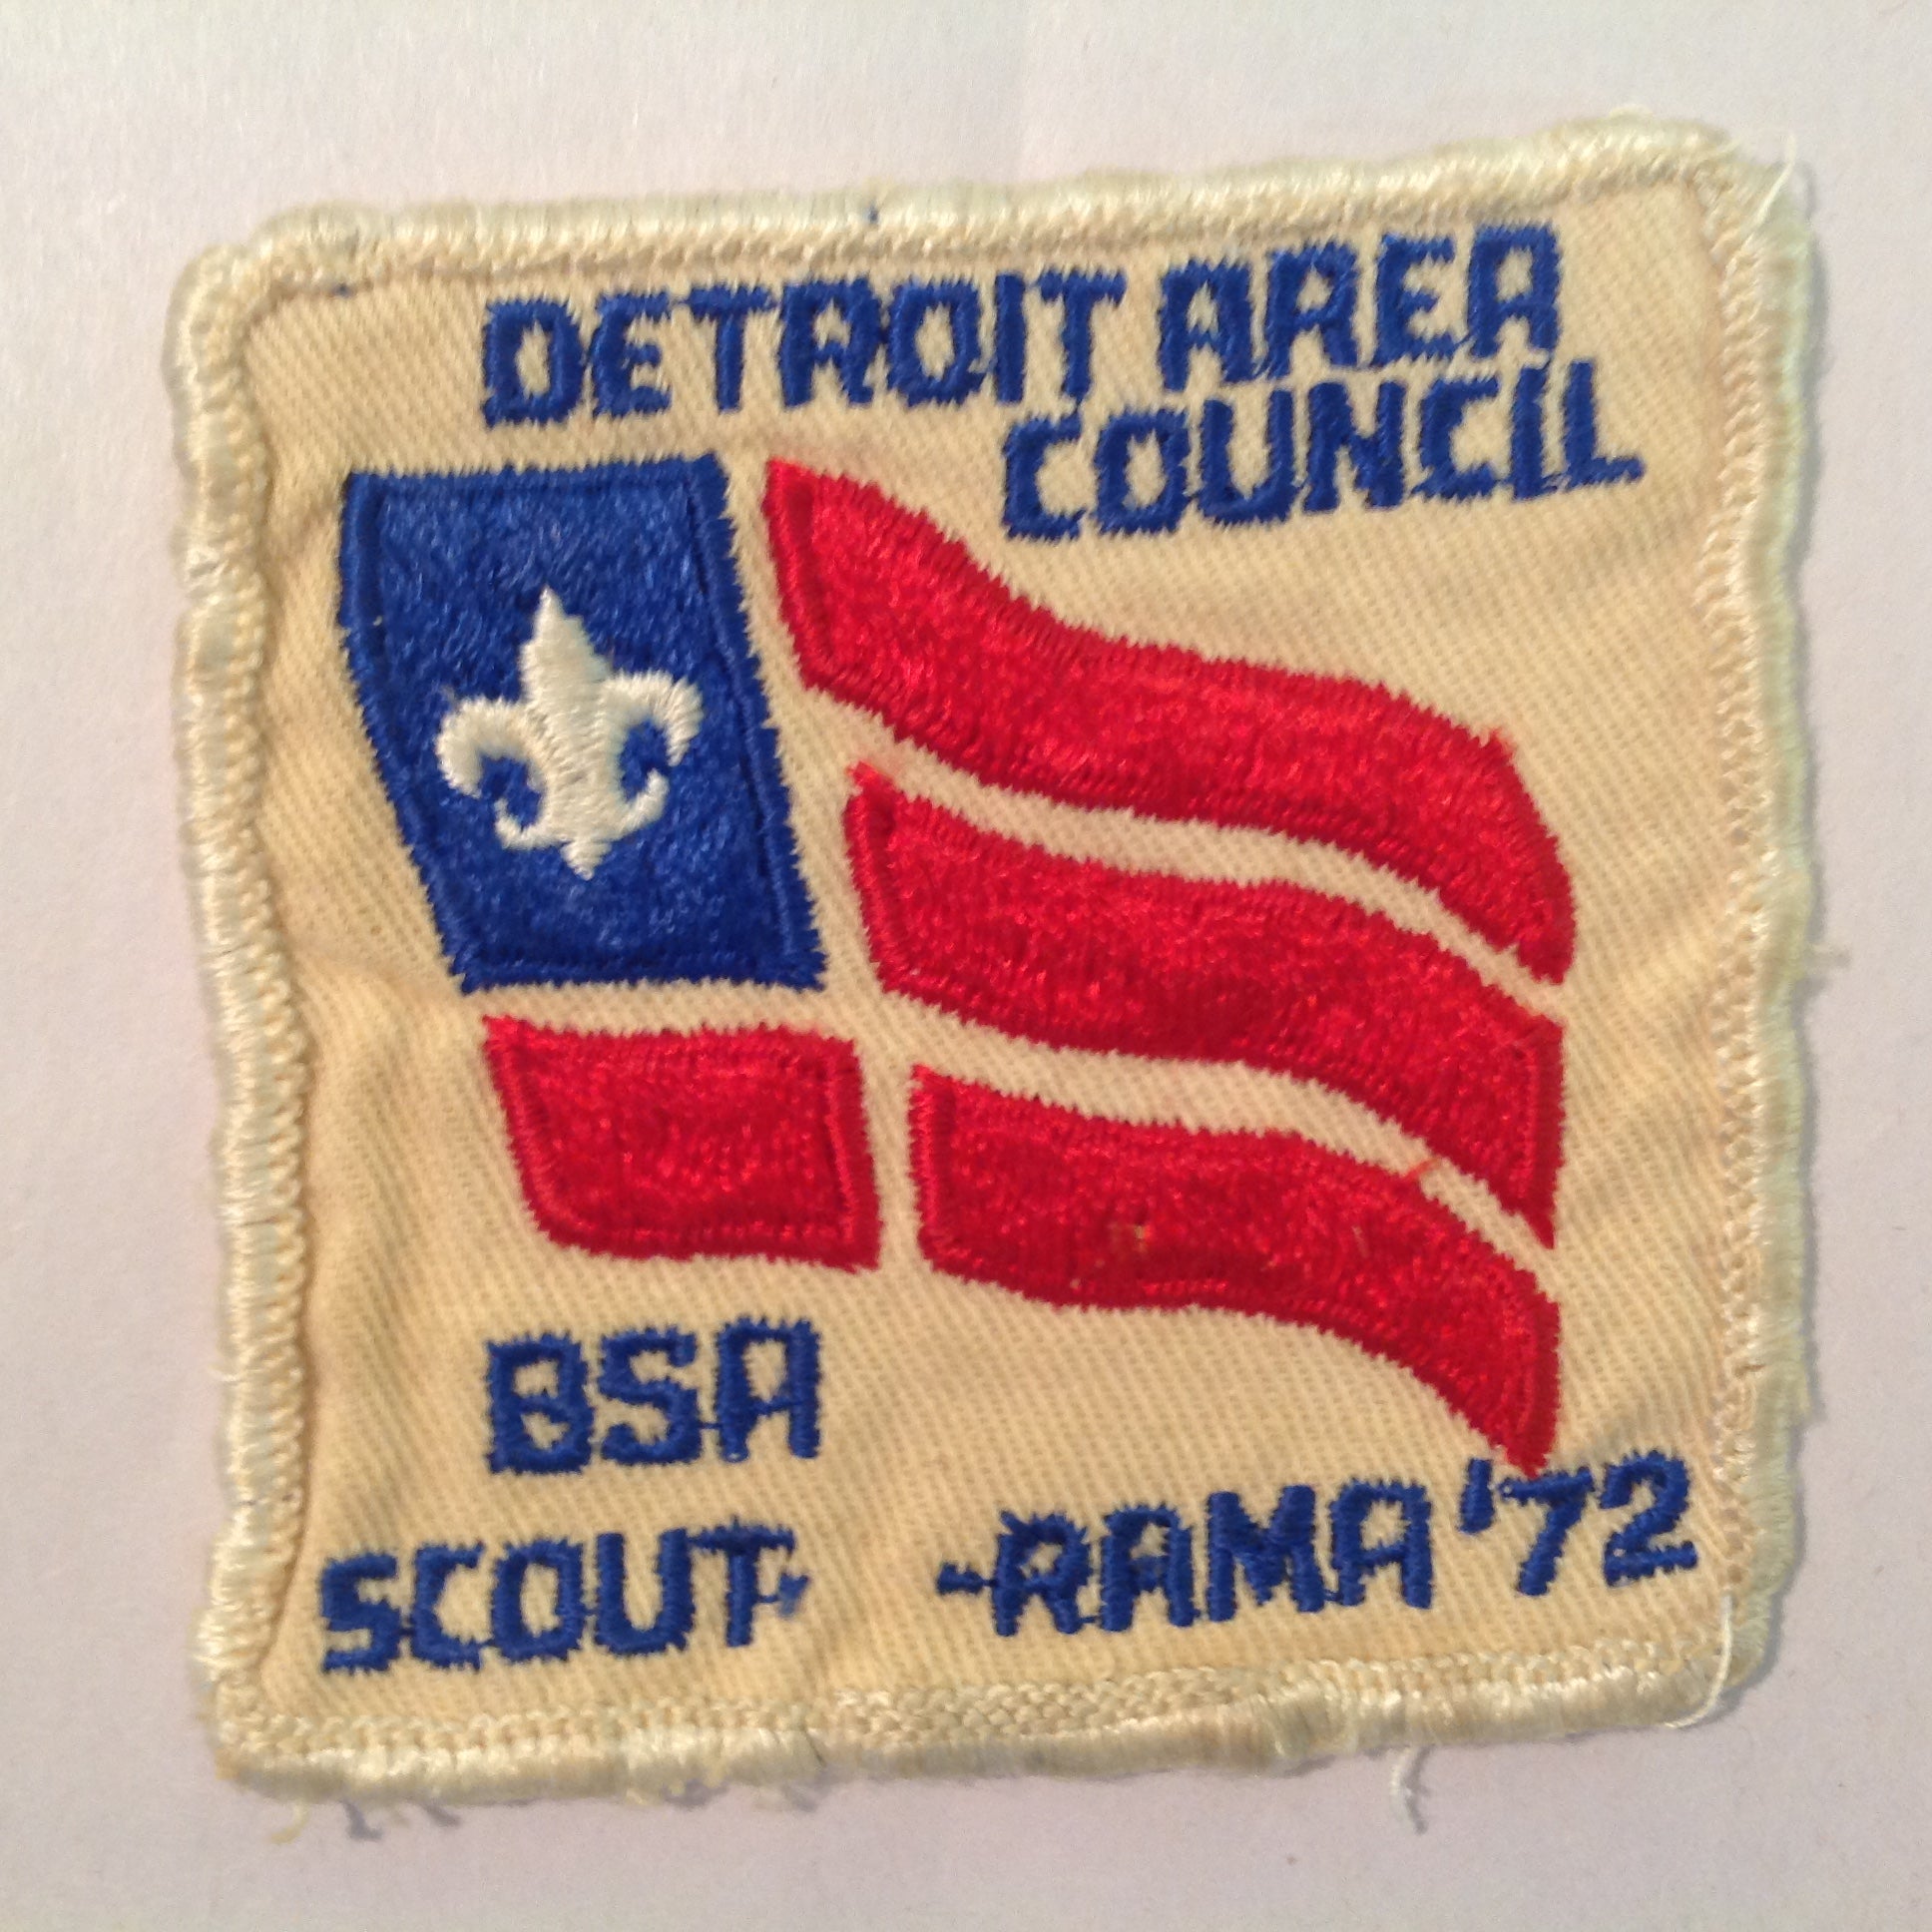 DETROIT AREA
COUNCIL
BSA
SCOUT- -RAMA '72